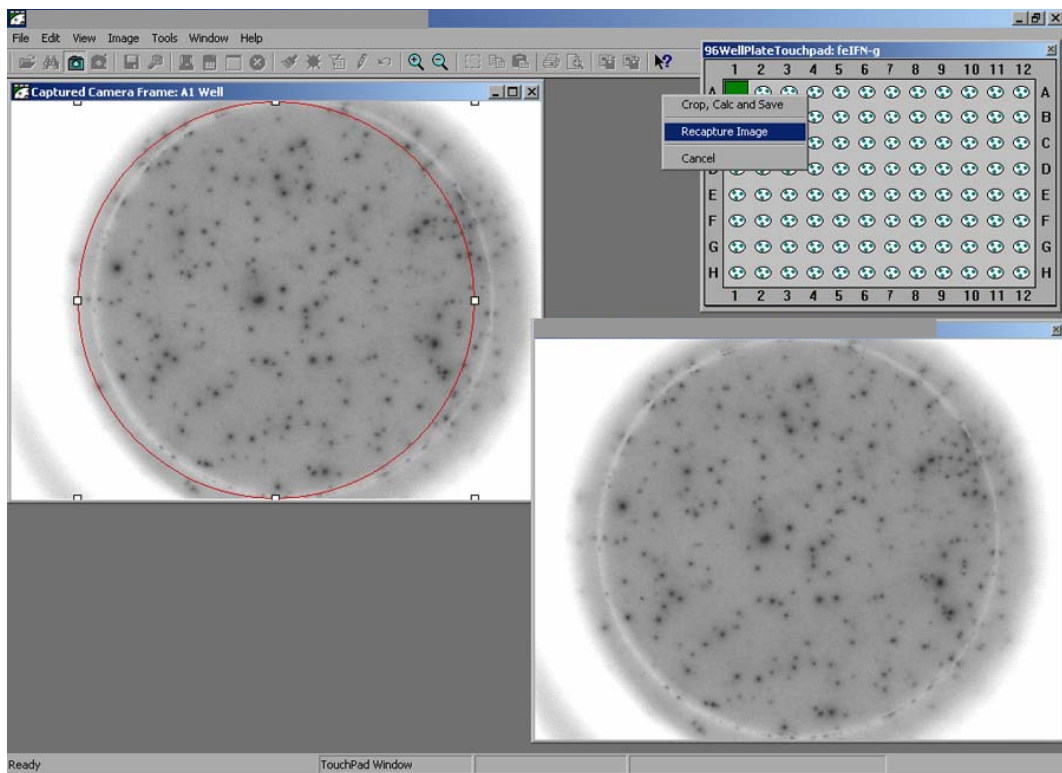 File Edit View Image Tools Window Help
Captured Camera Frame: A1 Well
96WellPlateTouchpad: feIFN-g
1 2 3 4 5 6 7 8 9 10 11 12
A A
Crop, Calc and Save
B
Recapture Image
C
Cancel
D D
E E
F F
G G
H H
1 2 3 4 5 6 7 8 9 10 11 12
Ready TouchPad Window